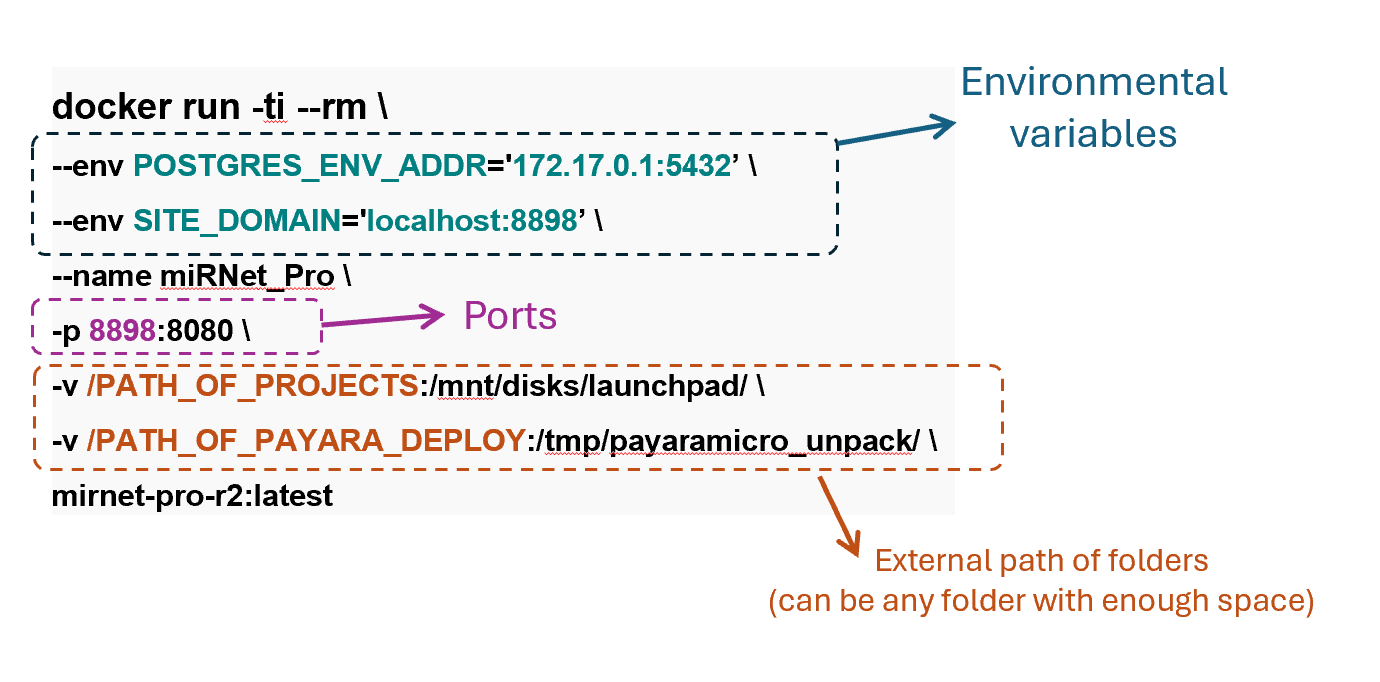 docker run -ti --rm \
Environmental
variables
--env POSTGRES_ENV_ADDR='172.17.0.1:5432’ \
--env SITE_DOMAIN='localhost:8898’ \
--name miRNet_Pro \
-p 8898:8080 \
Ports
-v /PATH_OF_PROJECTS:/mnt/disks/launchpad/ \
-v /PATH_OF_PAYARA_DEPLOY:/tmp/payaramicro_unpack/ \
mirnet-pro-r2:latest
External path of folders
(can be any folder with enough space)